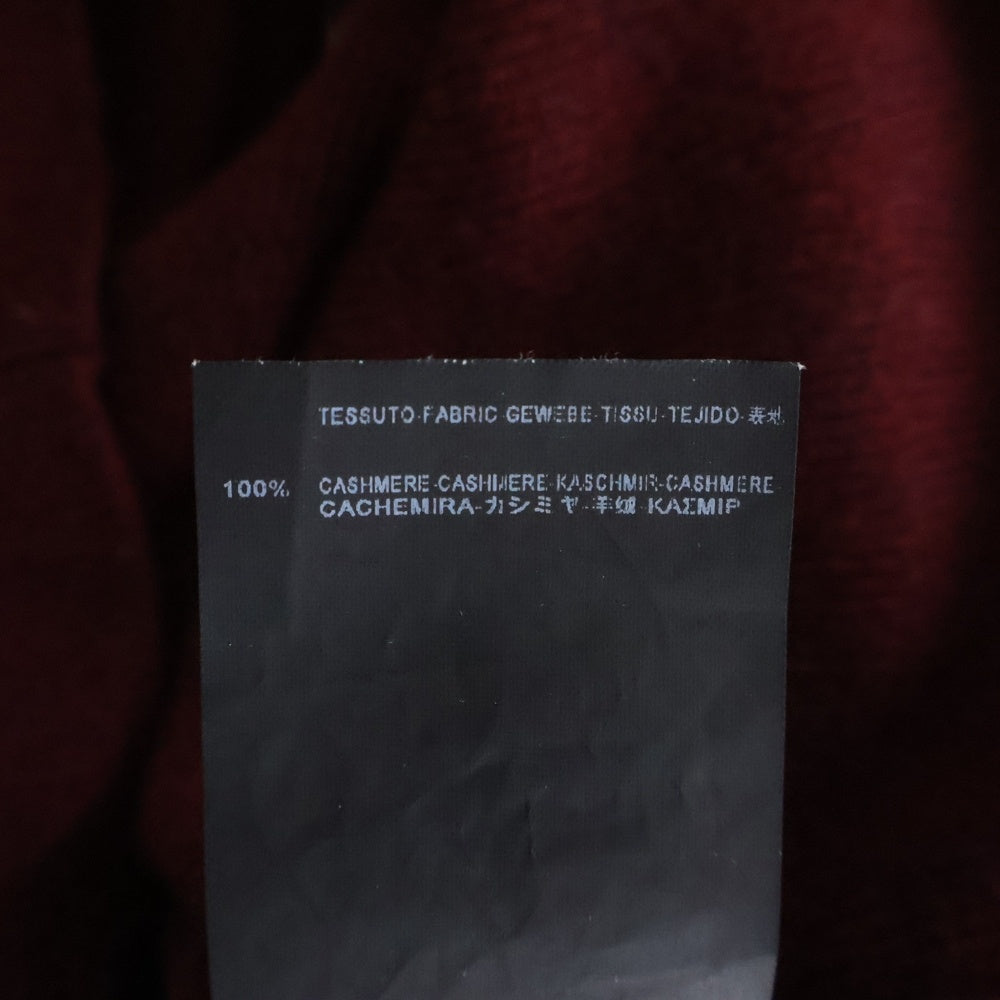 TESSUTO-FABRIC-GEWEBE-TISSU-TEJIDO-表地
100% CASHMERE-CASHMERE-KASCHMIR-CASHMERE
CACHEMIRA-カシミヤ-羊绒-ΚΑΣΜΙΡ